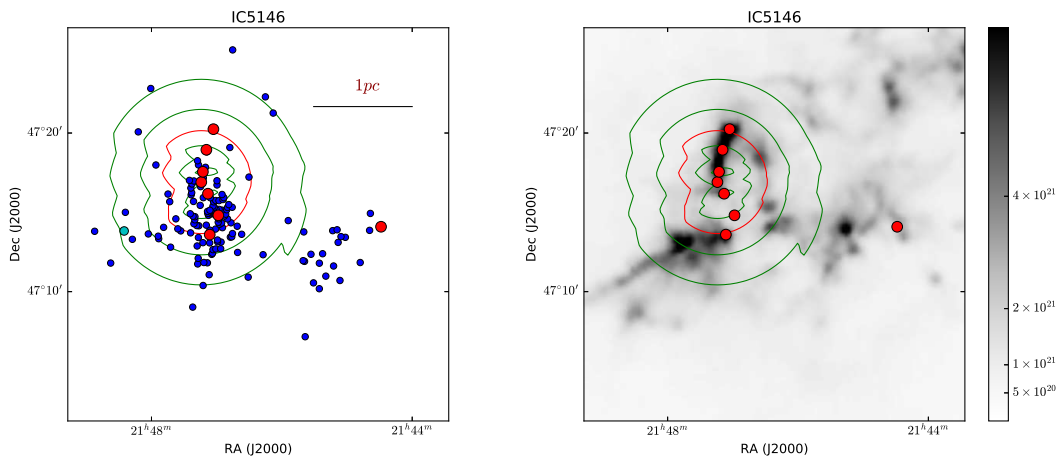 IC5146
1pc
47°20′
47°10′
Dec (J2000)
21ʰ48ᵐ
21ʰ44ᵐ
RA (J2000)
IC5146
47°20′
47°10′
Dec (J2000)
21ʰ48ᵐ
21ʰ44ᵐ
RA (J2000)
4 × 10²¹
2 × 10²¹
1 × 10²¹
5 × 10²⁰